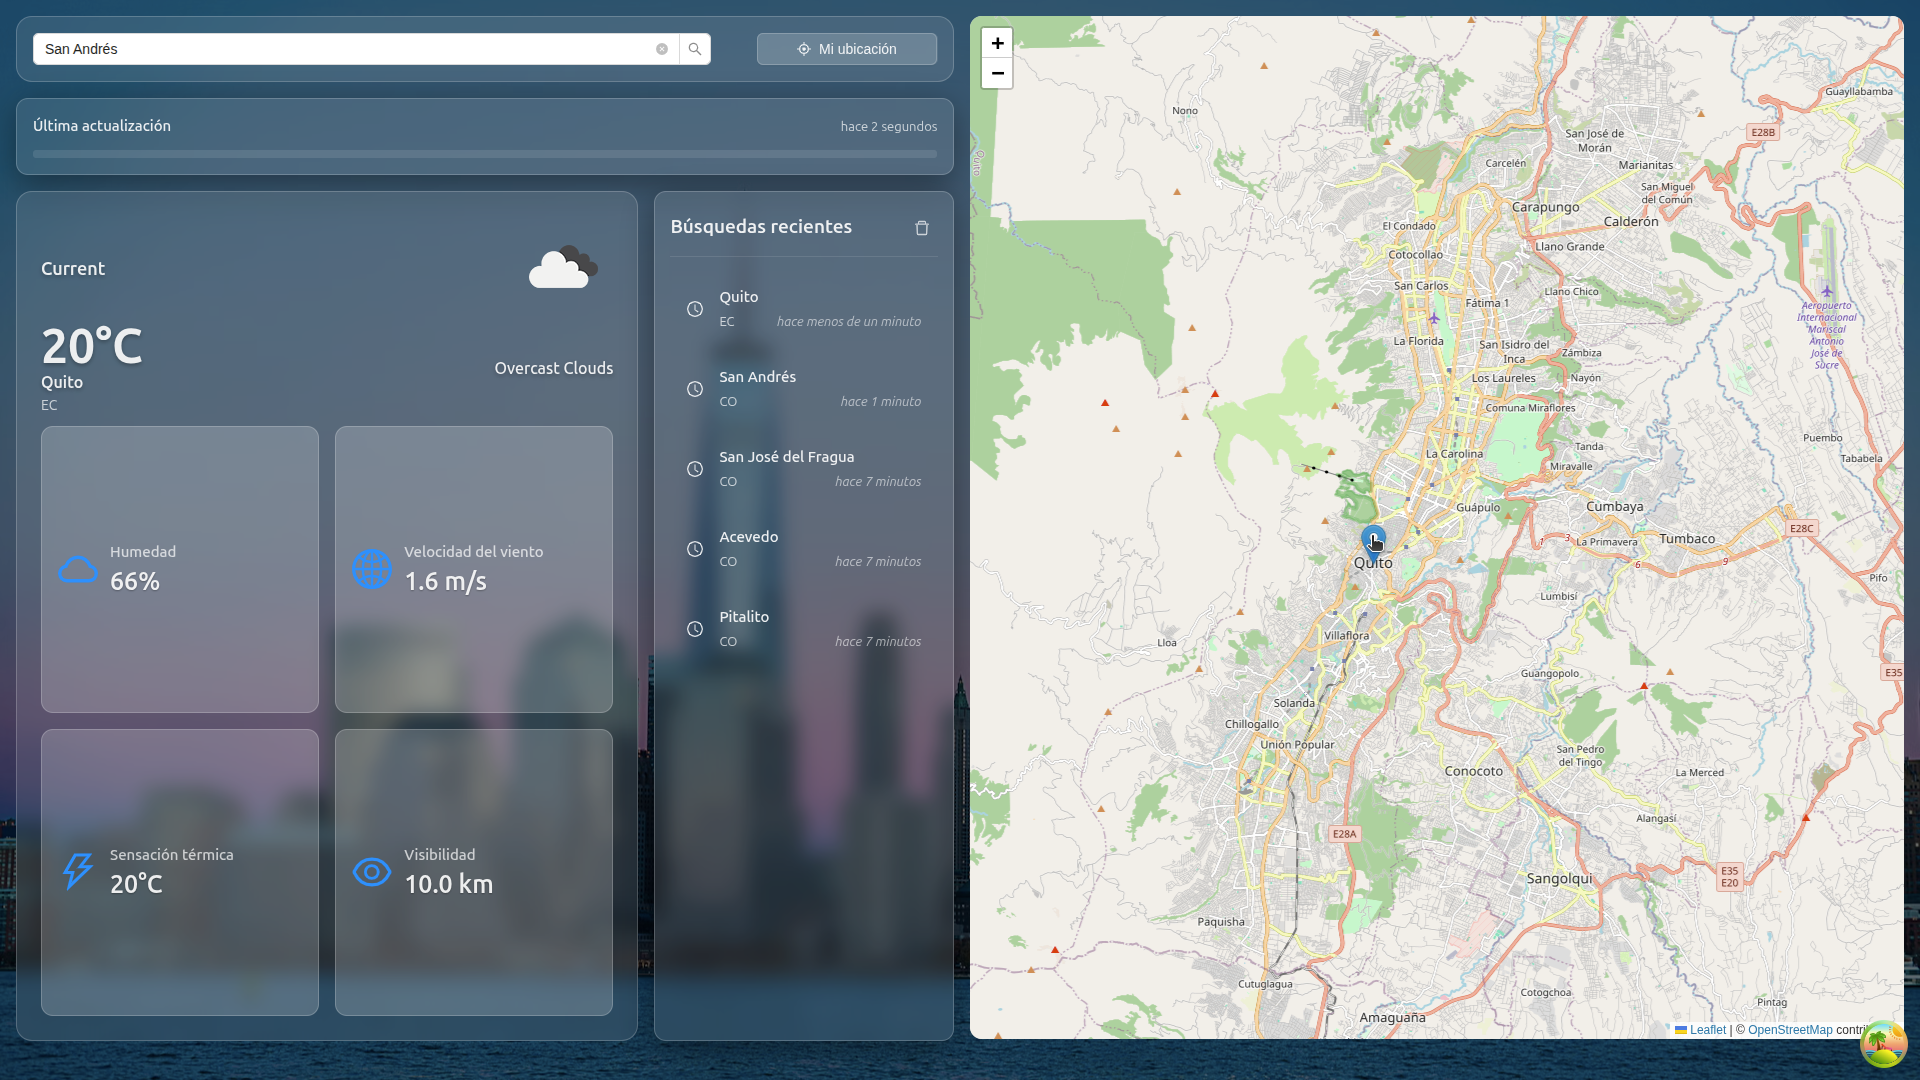 San Andrés
Mi ubicación
Última actualización
hace 2 segundos
Current
20°C
Quito
EC
Overcast Clouds
Humedad
66%
Velocidad del viento
1.6 m/s
Sensación térmica
20°C
Visibilidad
10.0 km
Búsquedas recientes
Quito
EC
hace menos de un minuto
San Andrés
CO
hace 1 minuto
San José del Fragua
CO
hace 7 minutos
Acevedo
CO
hace 7 minutos
Pitalito
CO
hace 7 minutos
+
−
Nono
Guayllabamba
E28B
San José de
Morán
Carcelén
Marianitas
Quito
San Miguel
del Común
Carapungo
Calderón
El Condado
Llano Grande
Cotocollao
San Carlos
Llano Chico
Fátima 1
Aeropuerto
Internacional
Mariscal
Antonio
José de
Sucre
La Florida
San Isidro del
Inca
Zámbiza
Los Laureles
Nayón
Comuna Miraflores
Puembo
Tanda
La Carolina
Tababela
Miravalle
Guápulo
Cumbaya
E28C
1
3
La Primavera
Tumbaco
6
9
Quito
Pifo
Lumbisí
Villaflora
Lloa
Guangopolo
E35
Solanda
Chillogallo
Unión Popular
San Pedro
del Tingo
Conocoto
La Merced
Alangasí
E28A
Sangolqui
E35
E20
Paquisha
Cutuglagua
Cotogchoa
Pintag
Amaguaña
Leaflet | © OpenStreetMap contri